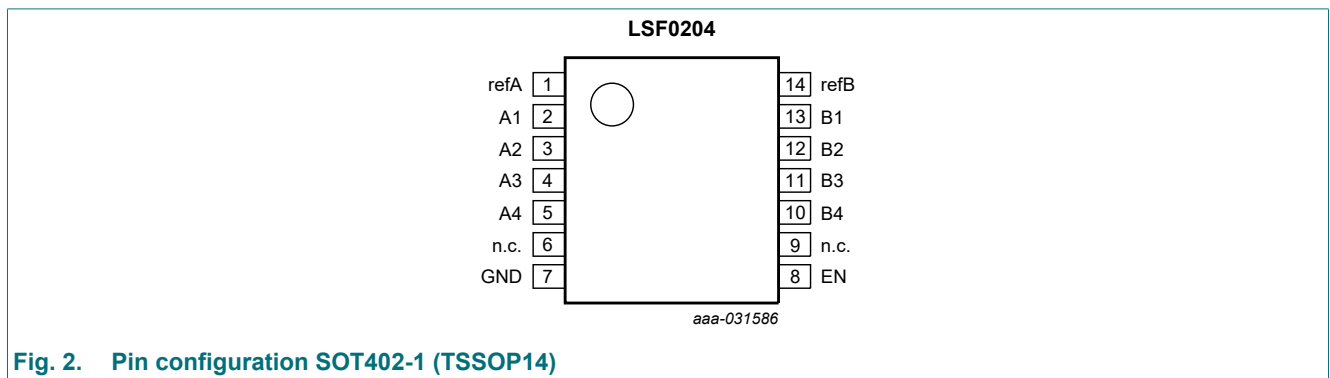 LSF0204
refA 1 14 refB
A1 2 13 B1
A2 3 12 B2
A3 4 11 B3
A4 5 10 B4
n.c. 6 9 n.c.
GND 7 8 EN
aaa-031586
Fig. 2. Pin configuration SOT402-1 (TSSOP14)